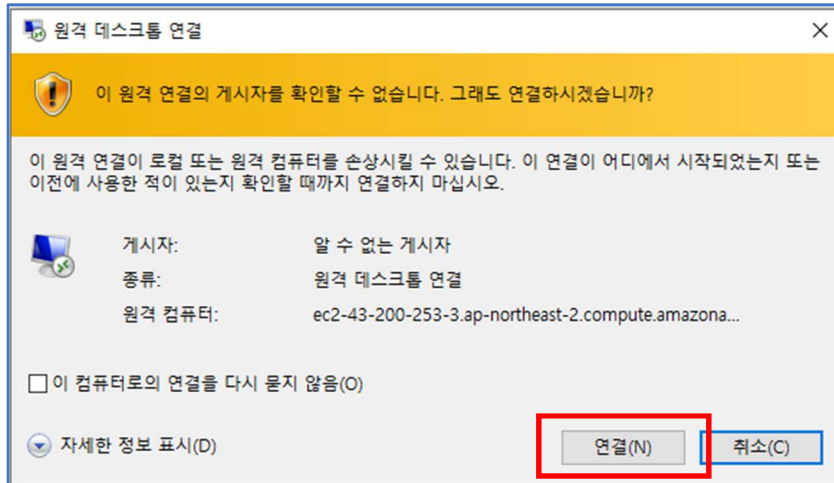 원격 데스크톱 연결
이 원격 연결의 게시자를 확인할 수 없습니다. 그래도 연결하시겠습니까?
이 원격 연결이 로컬 또는 원격 컴퓨터를 손상시킬 수 있습니다. 이 연결이 어디에서 시작되었는지 또는
이전에 사용한 적이 있는지 확인할 때까지 연결하지 마십시오.
게시자: 알 수 없는 게시자
종류: 원격 데스크톱 연결
원격 컴퓨터: ec2-43-200-253-3.ap-northeast-2.compute.amazona...
이 컴퓨터로의 연결을 다시 묻지 않음(O)
자세한 정보 표시(D) 연결(N) 취소(C)